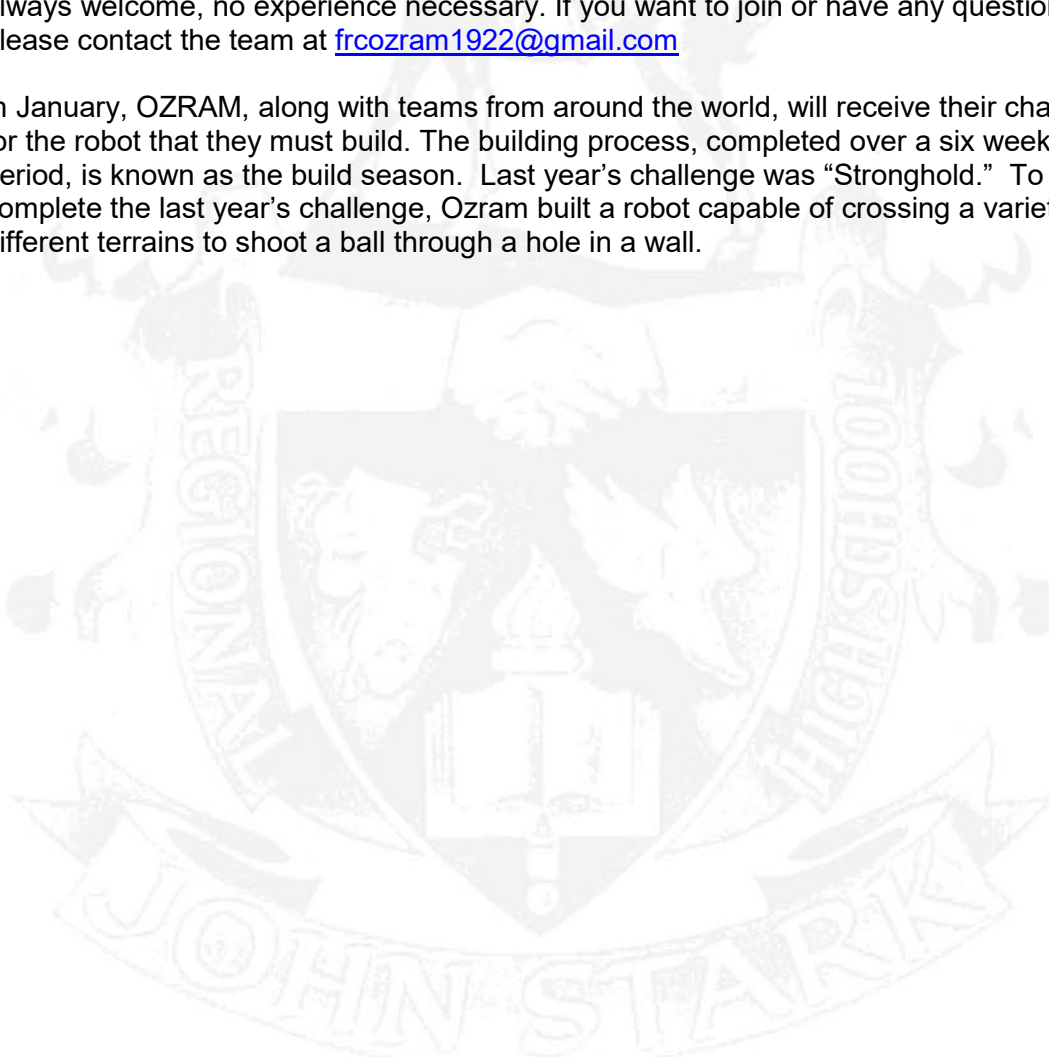 lways welcome, no experience necessary. If you want to join or have any question
lease contact the team at frcozram1922@gmail.com
n January, OZRAM, along with teams from around the world, will receive their cha
or the robot that they must build. The building process, completed over a six week
eriod, is known as the build season.  Last year’s challenge was “Stronghold.”  To
omplete the last year’s challenge, Ozram built a robot capable of crossing a variet
ifferent terrains to shoot a ball through a hole in a wall.
REGIONAL
HIGH SCHOOL
JOHN STARK